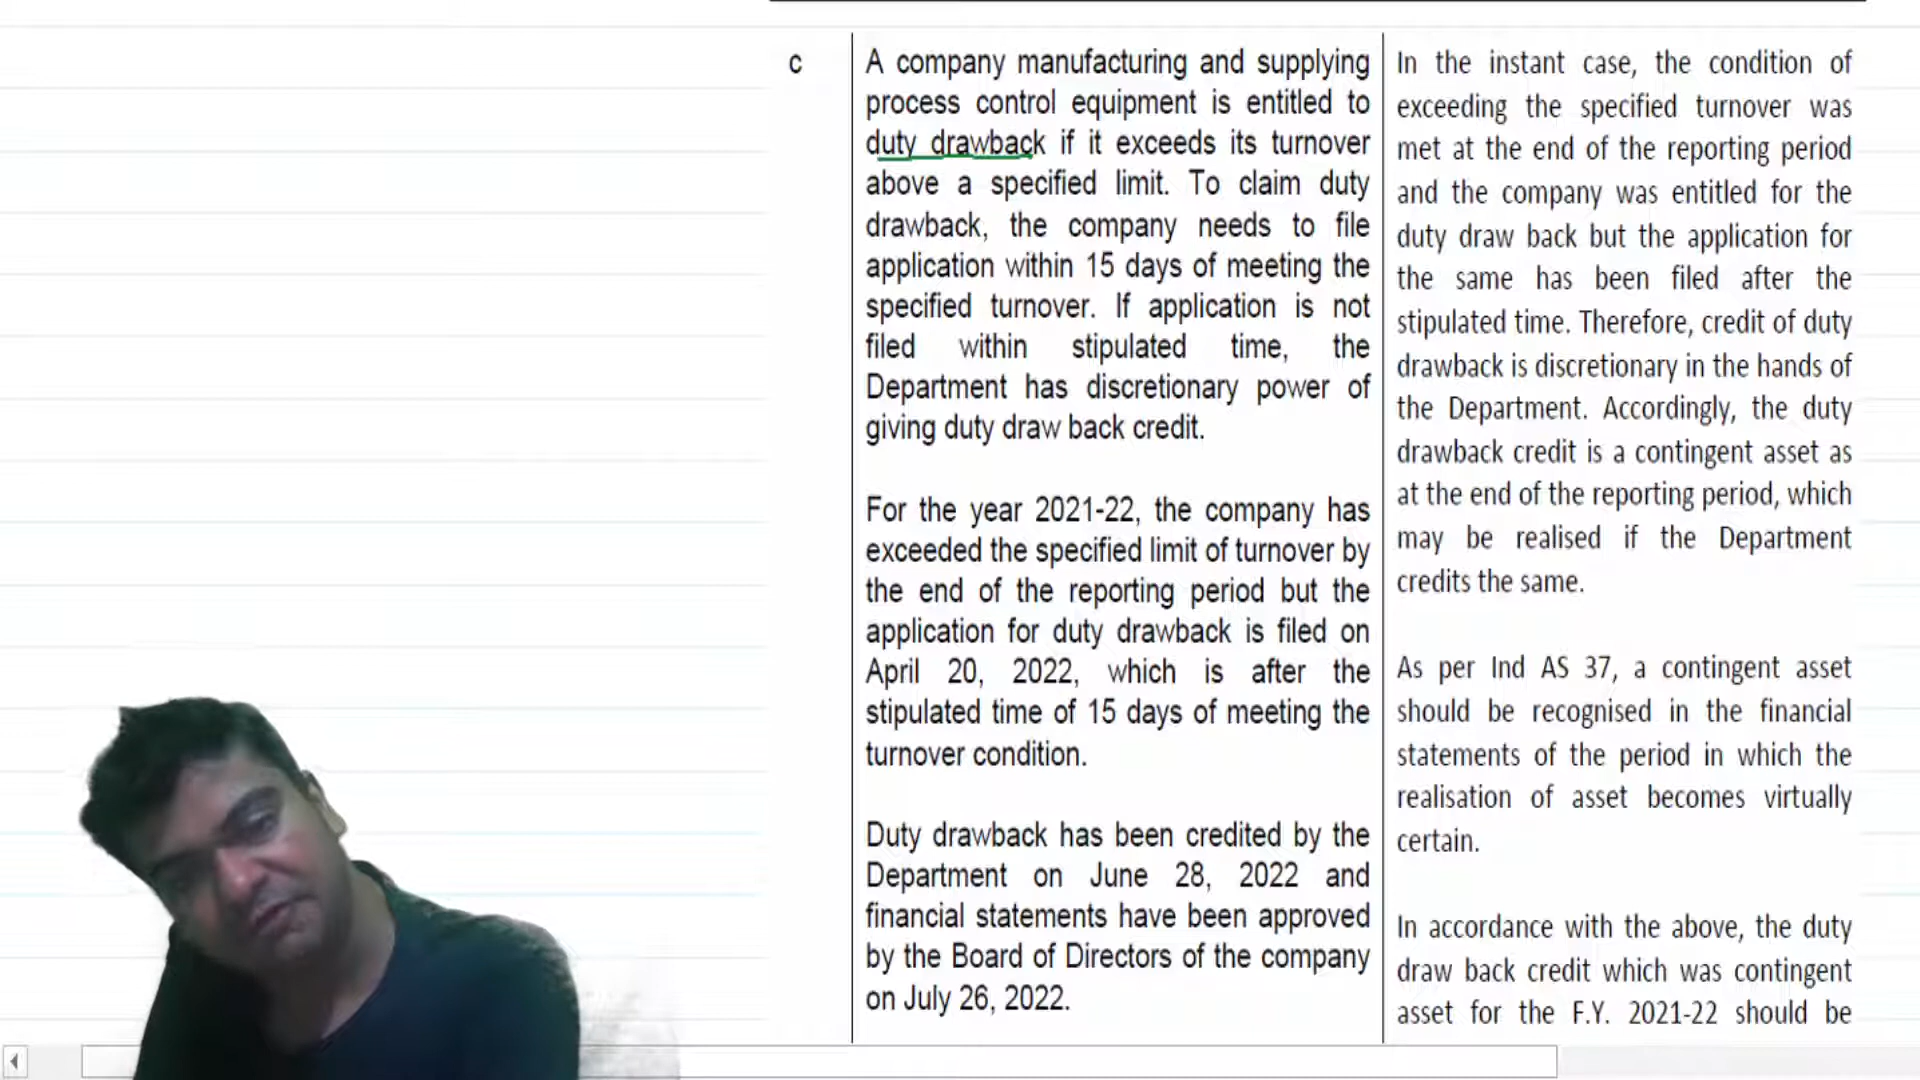 c
A company manufacturing and supplying
process control equipment is entitled to
duty drawback if it exceeds its turnover
above a specified limit. To claim duty
drawback, the company needs to file
application within 15 days of meeting the
specified turnover. If application is not
filed within stipulated time, the
Department has discretionary power of
giving duty draw back credit.
For the year 2021-22, the company has
exceeded the specified limit of turnover by
the end of the reporting period but the
application for duty drawback is filed on
April 20, 2022, which is after the
stipulated time of 15 days of meeting the
turnover condition.
Duty drawback has been credited by the
Department on June 28, 2022 and
financial statements have been approved
by the Board of Directors of the company
on July 26, 2022.
In the instant case, the condition of
exceeding the specified turnover was
met at the end of the reporting period
and the company was entitled for the
duty draw back but the application for
the same has been filed after the
stipulated time. Therefore, credit of duty
drawback is discretionary in the hands of
the Department. Accordingly, the duty
drawback credit is a contingent asset as
at the end of the reporting period, which
may be realised if the Department
credits the same.
As per Ind AS 37, a contingent asset
should be recognised in the financial
statements of the period in which the
realisation of asset becomes virtually
certain.
In accordance with the above, the duty
draw back credit which was contingent
asset for the F.Y. 2021-22 should be